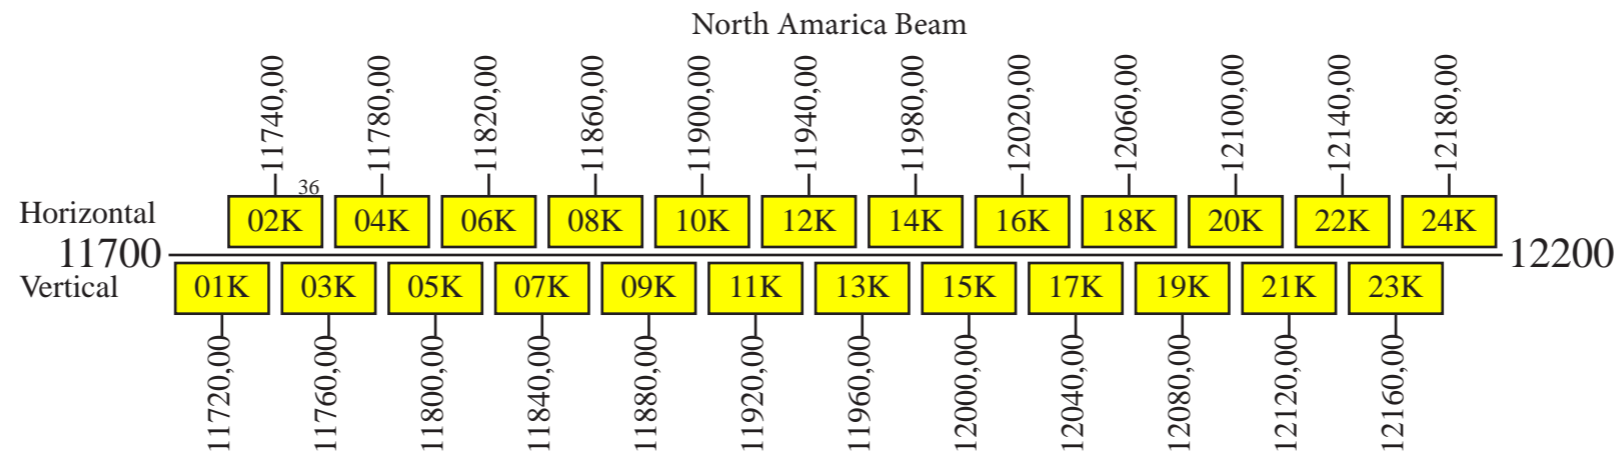 North Amarica Beam
11740,00 11780,00 11820,00 11860,00 11900,00 11940,00 11980,00 12020,00 12060,00 12100,00 12140,00 12180,00
36
Horizontal 02K 04K 06K 08K 10K 12K 14K 16K 18K 20K 22K 24K
11700 12200
Vertical 01K 03K 05K 07K 09K 11K 13K 15K 17K 19K 21K 23K
11720,00 11760,00 11800,00 11840,00 11880,00 11920,00 11960,00 12000,00 12040,00 12080,00 12120,00 12160,00